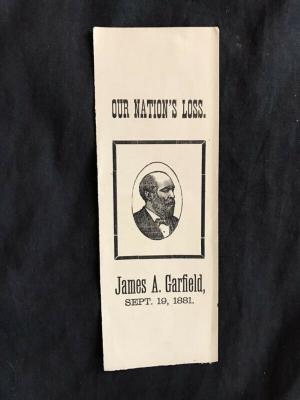 OUR NATION'S LOSS.
James A. Garfield,
SEPT. 19, 1881.